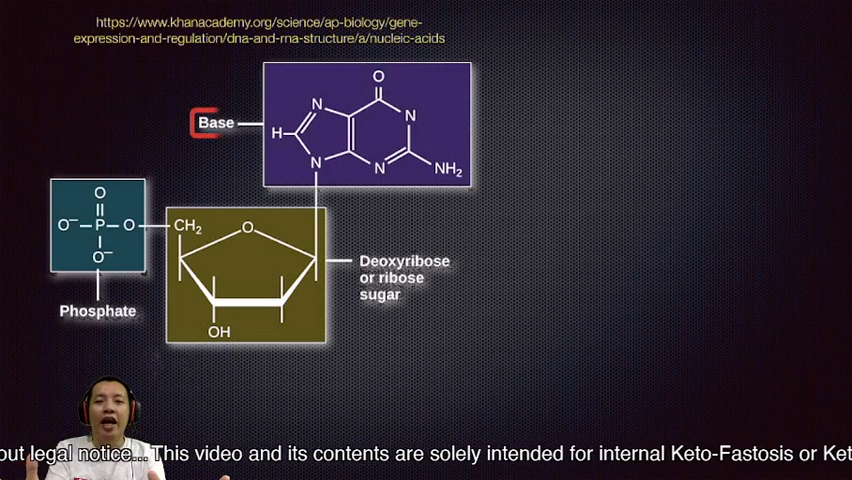 https://www.khanacademy.org/science/ap-biology/gene-
expression-and-regulation/dna-and-rna-structure/a/nucleic-acids
O
N
N
Base
H
N
N
NH₂
O
O⁻
P
O
CH₂
O
O⁻
Deoxyribose
or ribose
sugar
Phosphate
OH
out legal notice... This video and its contents are solely intended for internal Keto-Fastosis or Ket